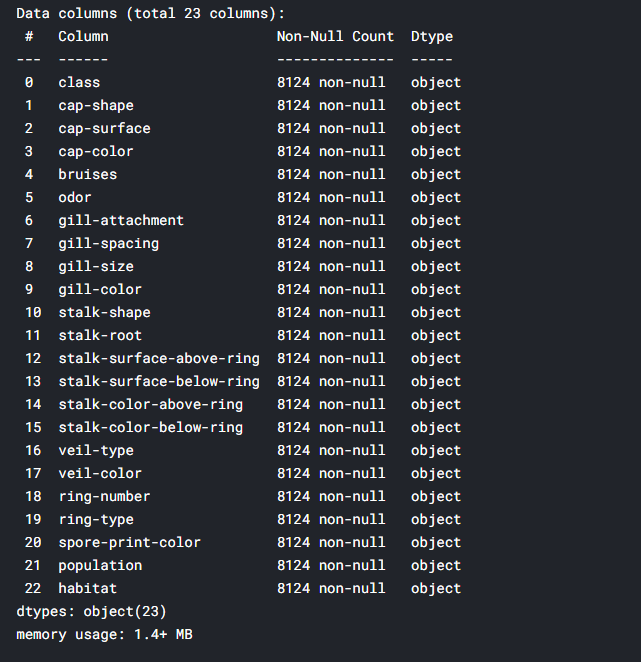 Data columns (total 23 columns):
 #   Column                    Non-Null Count  Dtype
---  ------                    --------------  -----
 0   class                     8124 non-null   object
 1   cap-shape                 8124 non-null   object
 2   cap-surface               8124 non-null   object
 3   cap-color                 8124 non-null   object
 4   bruises                   8124 non-null   object
 5   odor                      8124 non-null   object
 6   gill-attachment           8124 non-null   object
 7   gill-spacing              8124 non-null   object
 8   gill-size                 8124 non-null   object
 9   gill-color                8124 non-null   object
 10  stalk-shape               8124 non-null   object
 11  stalk-root                8124 non-null   object
 12  stalk-surface-above-ring  8124 non-null   object
 13  stalk-surface-below-ring  8124 non-null   object
 14  stalk-color-above-ring    8124 non-null   object
 15  stalk-color-below-ring    8124 non-null   object
 16  veil-type                 8124 non-null   object
 17  veil-color                8124 non-null   object
 18  ring-number               8124 non-null   object
 19  ring-type                 8124 non-null   object
 20  spore-print-color         8124 non-null   object
 21  population                8124 non-null   object
 22  habitat                   8124 non-null   object
dtypes: object(23)
memory usage: 1.4+ MB